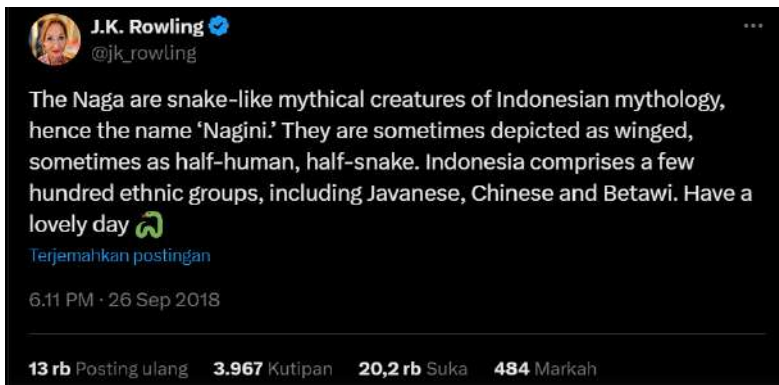 J.K. Rowling
@jk_rowling
The Naga are snake-like mythical creatures of Indonesian mythology,
hence the name ‘Nagini.’ They are sometimes depicted as winged,
sometimes as half-human, half-snake. Indonesia comprises a few
hundred ethnic groups, including Javanese, Chinese and Betawi. Have a
lovely day 🐍
Terjemahkan postingan
6.11 PM · 26 Sep 2018
13 rb Posting ulang 3.967 Kutipan 20,2 rb Suka 484 Markah